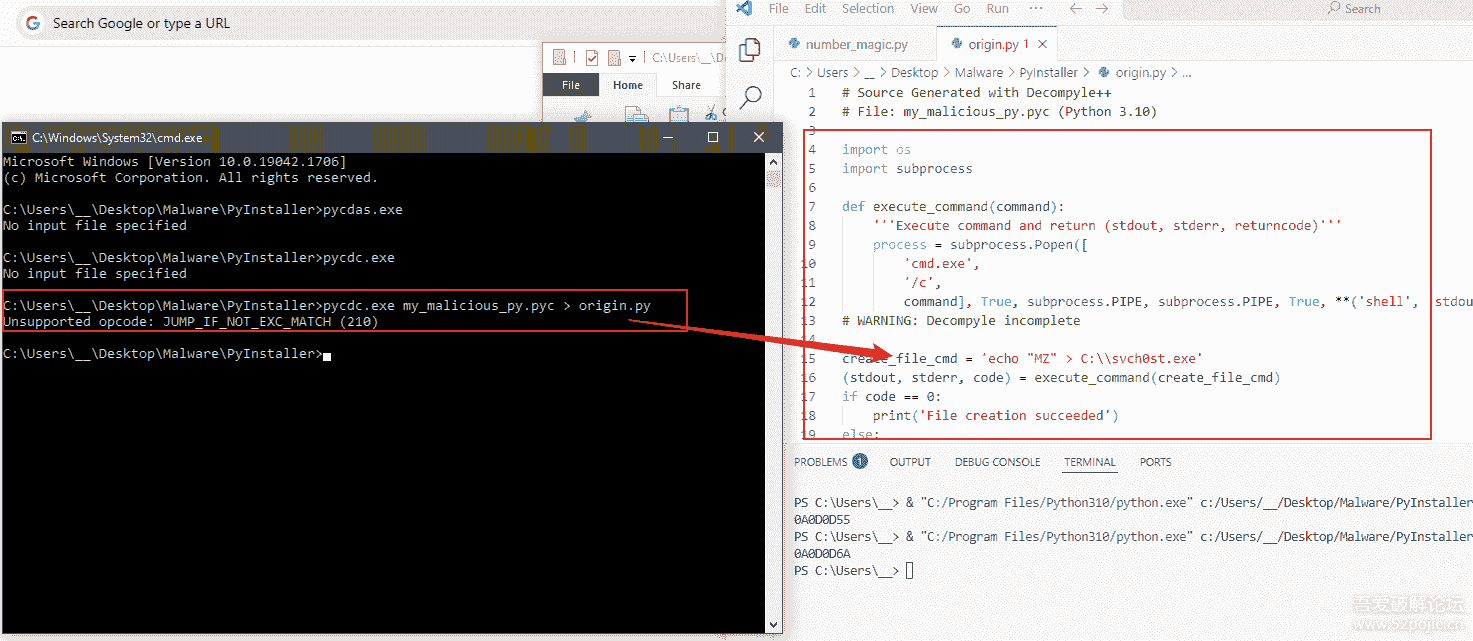 Search Google or type a URL
C:\Users\__\D
File
Home
Share
C:\Windows\System32\cmd.exe
Microsoft Windows [Version 10.0.19042.1706]
(c) Microsoft Corporation. All rights reserved.
C:\Users\__\Desktop\Malware\PyInstaller>pycdas.exe
No input file specified
C:\Users\__\Desktop\Malware\PyInstaller>pycdc.exe
No input file specified
C:\Users\__\Desktop\Malware\PyInstaller>pycdc.exe my_malicious_py.pyc > origin.py
Unsupported opcode: JUMP_IF_NOT_EXC_MATCH (210)
C:\Users\__\Desktop\Malware\PyInstaller>
File Edit Selection View Go Run ··· Search
number_magic.py origin.py 1
C: > Users > __ > Desktop > Malware > PyInstaller > origin.py > ...
1 # Source Generated with Decompyle++
2 # File: my_malicious_py.pyc (Python 3.10)
3
4 import os
5 import subprocess
6
7 def execute_command(command):
8 '''Execute command and return (stdout, stderr, returncode)'''
9 process = subprocess.Popen([
10 'cmd.exe',
11 '/c',
12 command], True, subprocess.PIPE, subprocess.PIPE, True, **('shell', 'stdou
13 # WARNING: Decompyle incomplete
14
15 create_file_cmd = 'echo "MZ" > C:\\svch0st.exe'
16 (stdout, stderr, code) = execute_command(create_file_cmd)
17 if code == 0:
18 print('File creation succeeded')
19 else:
PROBLEMS 1 OUTPUT DEBUG CONSOLE TERMINAL PORTS
PS C:\Users\__> & "C:/Program Files/Python310/python.exe" c:/Users/__/Desktop/Malware/PyInstaller
0A0D0D55
PS C:\Users\__> & "C:/Program Files/Python310/python.exe" c:/Users/__/Desktop/Malware/PyInstaller
0A0D0D6A
PS C:\Users\__>
吾爱破解论坛
www.52pojie.cn